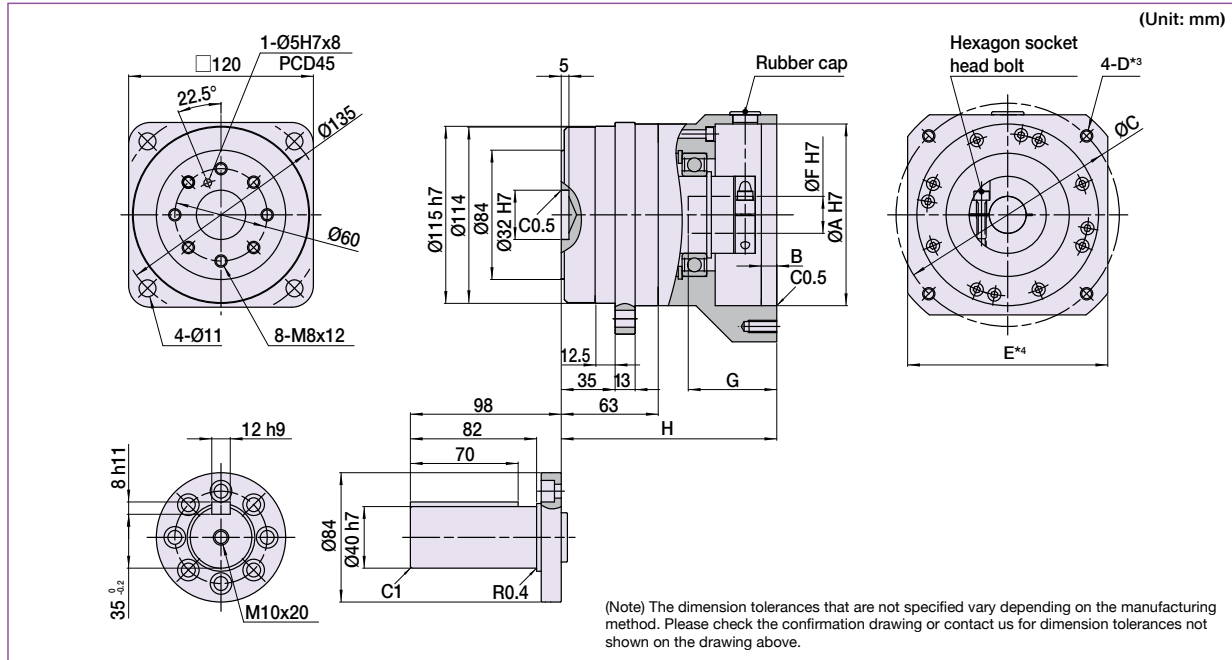 (Unit: mm)
1-Ø5H7x8
PCD45
□120
22.5°
Ø135
Ø60
4-Ø11
8-M8x12
5
Rubber cap
Ø115 h7
Ø114
Ø84
Ø32 H7
C0.5
ØF H7
ØA H7
B
C0.5
12.5
35
13
G
63
H
Hexagon socket
head bolt
4-D*3
ØC
E*4
12 h9
8 h11
35 0 -0.2
M10x20
98
82
70
Ø84
Ø40 h7
C1
R0.4
(Note) The dimension tolerances that are not specified vary depending on the manufacturing
method. Please check the confirmation drawing or contact us for dimension tolerances not
shown on the drawing above.